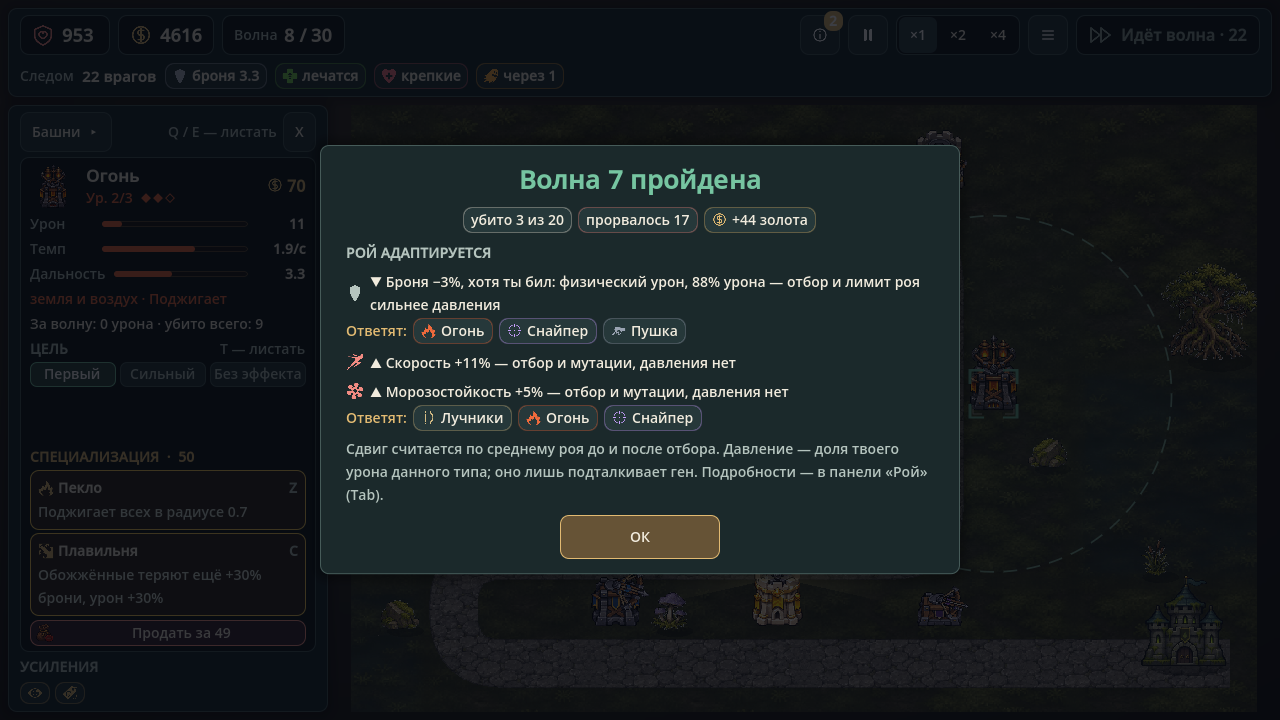 953
4616
Волна 8 / 30
2
×1 ×2 ×4
Идёт волна · 22
Следом 22 врагов броня 3.3 лечатся крепкие через 1
Башни
Q / E — листать
X
Огонь
Ур. 2/3
70
Урон 11
Темп 1.9/с
Дальность 3.3
земля и воздух · Поджигает
За волну: 0 урона · убито всего: 9
ЦЕЛЬ T — листать
Первый Сильный Без эффекта
СПЕЦИАЛИЗАЦИЯ · 50
Пекло Z
Поджигает всех в радиусе 0.7
Плавильня C
Обожжённые теряют ещё +30%
брони, урон +30%
Продать за 49
УСИЛЕНИЯ
Волна 7 пройдена
убито 3 из 20 прорвалось 17 +44 золота
РОЙ АДАПТИРУЕТСЯ
▼ Броня −3%, хотя ты бил: физический урон, 88% урона — отбор и лимит роя
сильнее давления
Ответят: Огонь Снайпер Пушка
▲ Скорость +11% — отбор и мутации, давления нет
▲ Морозостойкость +5% — отбор и мутации, давления нет
Ответят: Лучники Огонь Снайпер
Сдвиг считается по среднему роя до и после отбора. Давление — доля твоего
урона данного типа; оно лишь подталкивает ген. Подробности — в панели «Рой»
(Tab).
ОК